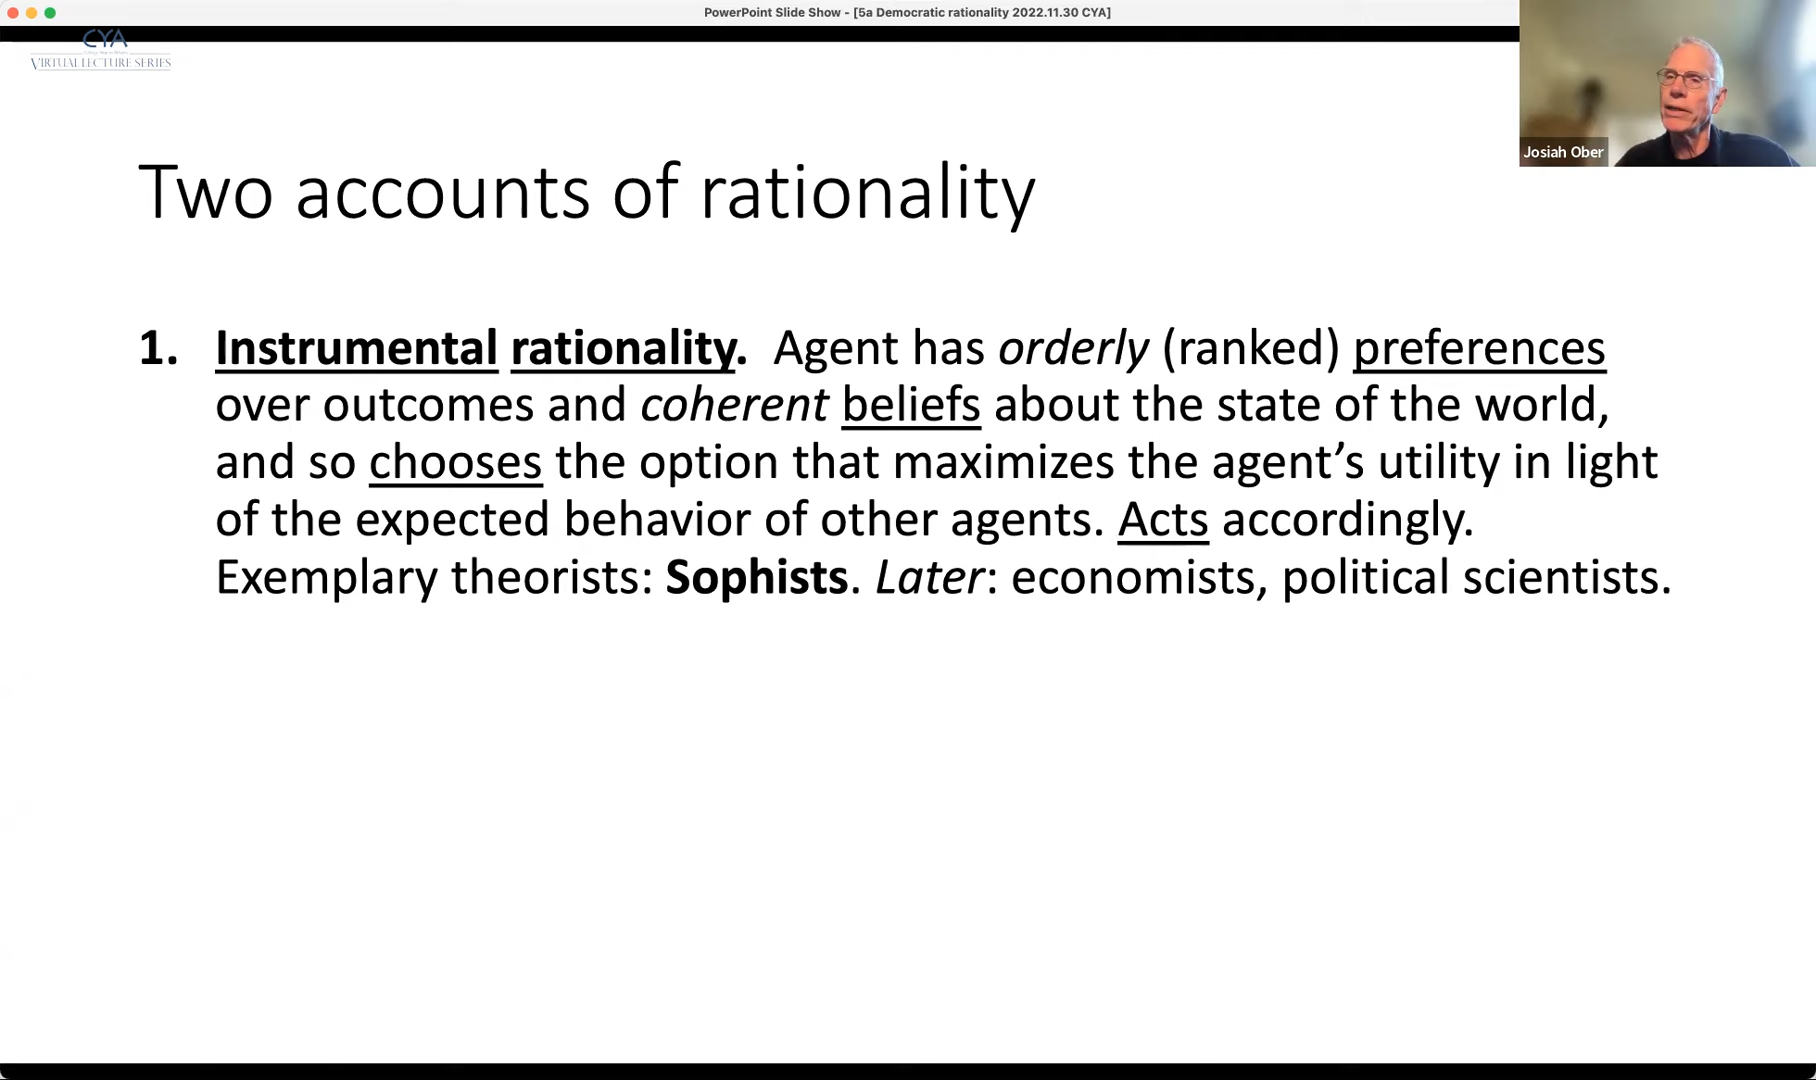 PowerPoint Slide Show - [5a Democratic rationality 2022.11.30 CYA]
CYA
VIRTUAL LECTURE SERIES
Josiah Ober
Two accounts of rationality
1. Instrumental rationality. Agent has orderly (ranked) preferences
over outcomes and coherent beliefs about the state of the world,
and so chooses the option that maximizes the agent’s utility in light
of the expected behavior of other agents. Acts accordingly.
Exemplary theorists: Sophists. Later: economists, political scientists.